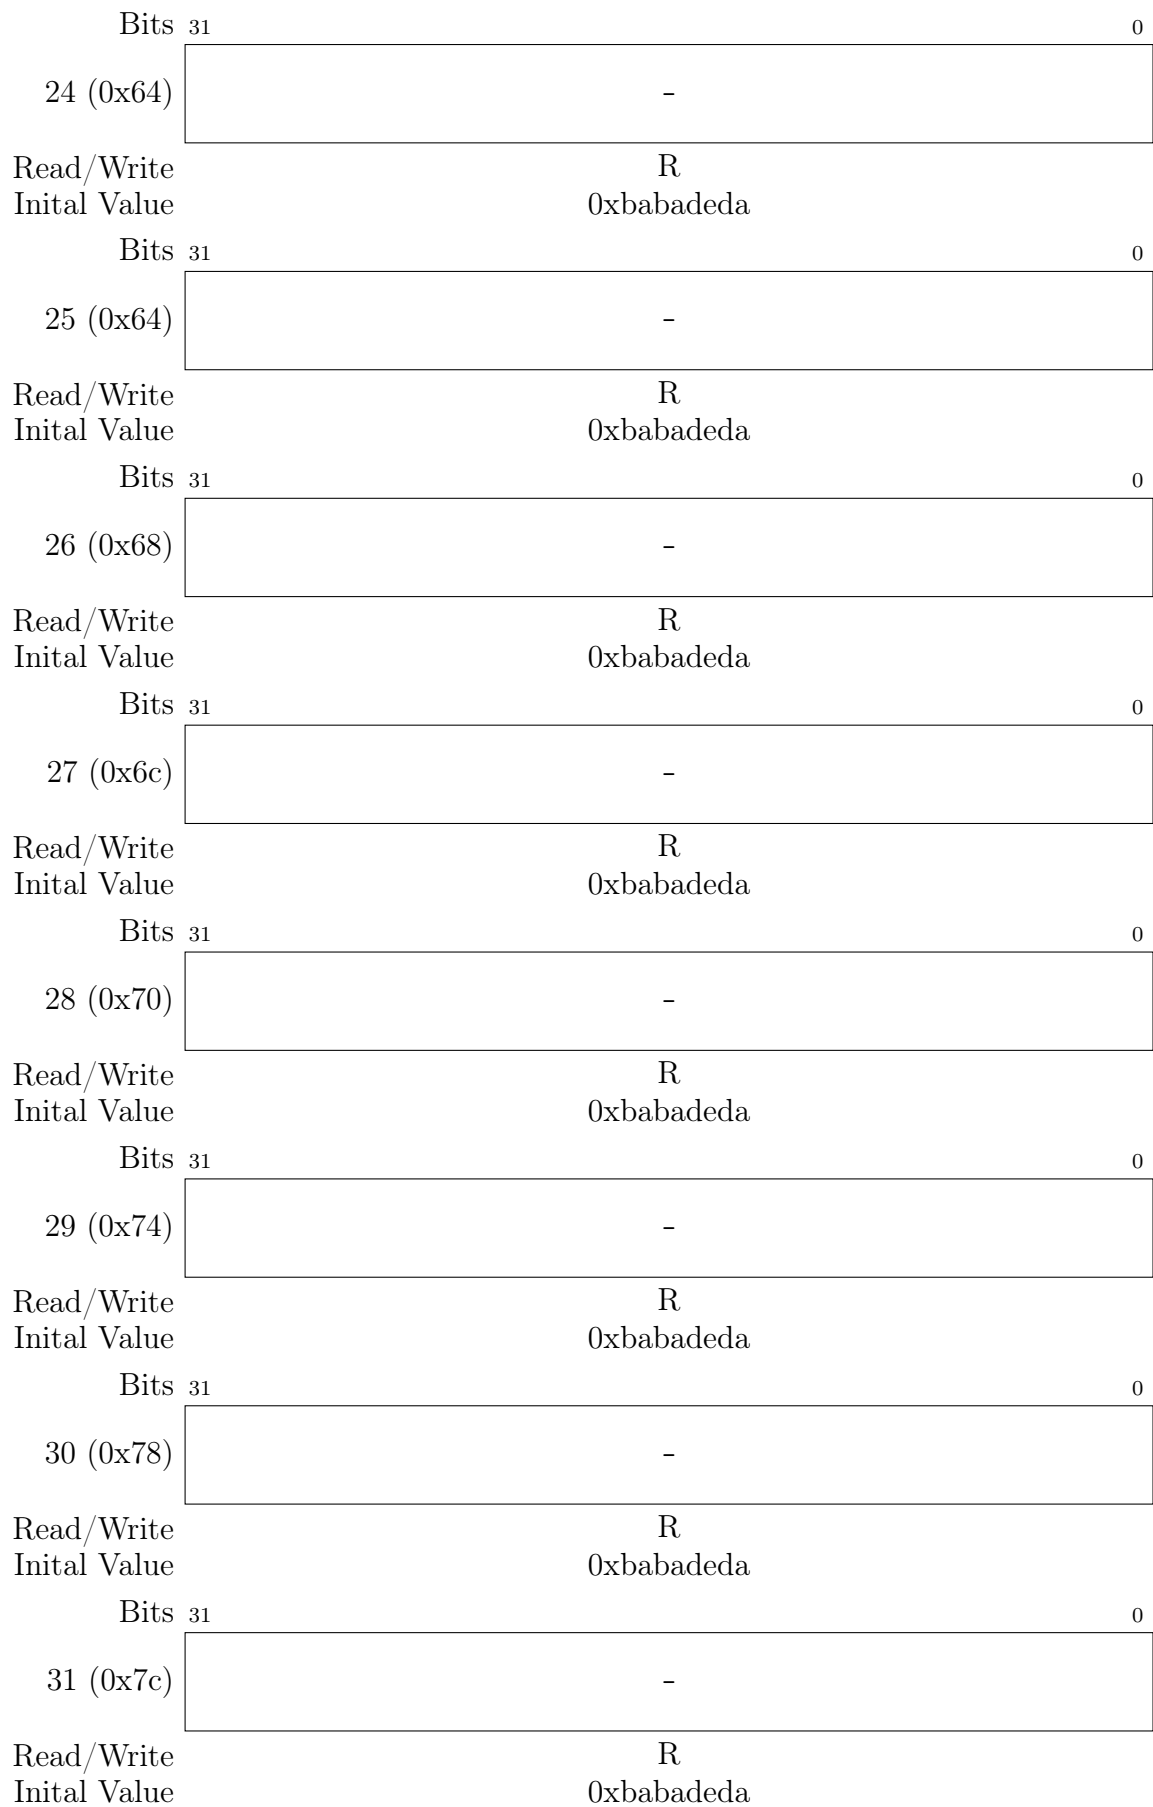 Bits 31 0
24 (0x64) -
Read/Write R
Inital Value 0xbabadeda
Bits 31 0
25 (0x64) -
Read/Write R
Inital Value 0xbabadeda
Bits 31 0
26 (0x68) -
Read/Write R
Inital Value 0xbabadeda
Bits 31 0
27 (0x6c) -
Read/Write R
Inital Value 0xbabadeda
Bits 31 0
28 (0x70) -
Read/Write R
Inital Value 0xbabadeda
Bits 31 0
29 (0x74) -
Read/Write R
Inital Value 0xbabadeda
Bits 31 0
30 (0x78) -
Read/Write R
Inital Value 0xbabadeda
Bits 31 0
31 (0x7c) -
Read/Write R
Inital Value 0xbabadeda